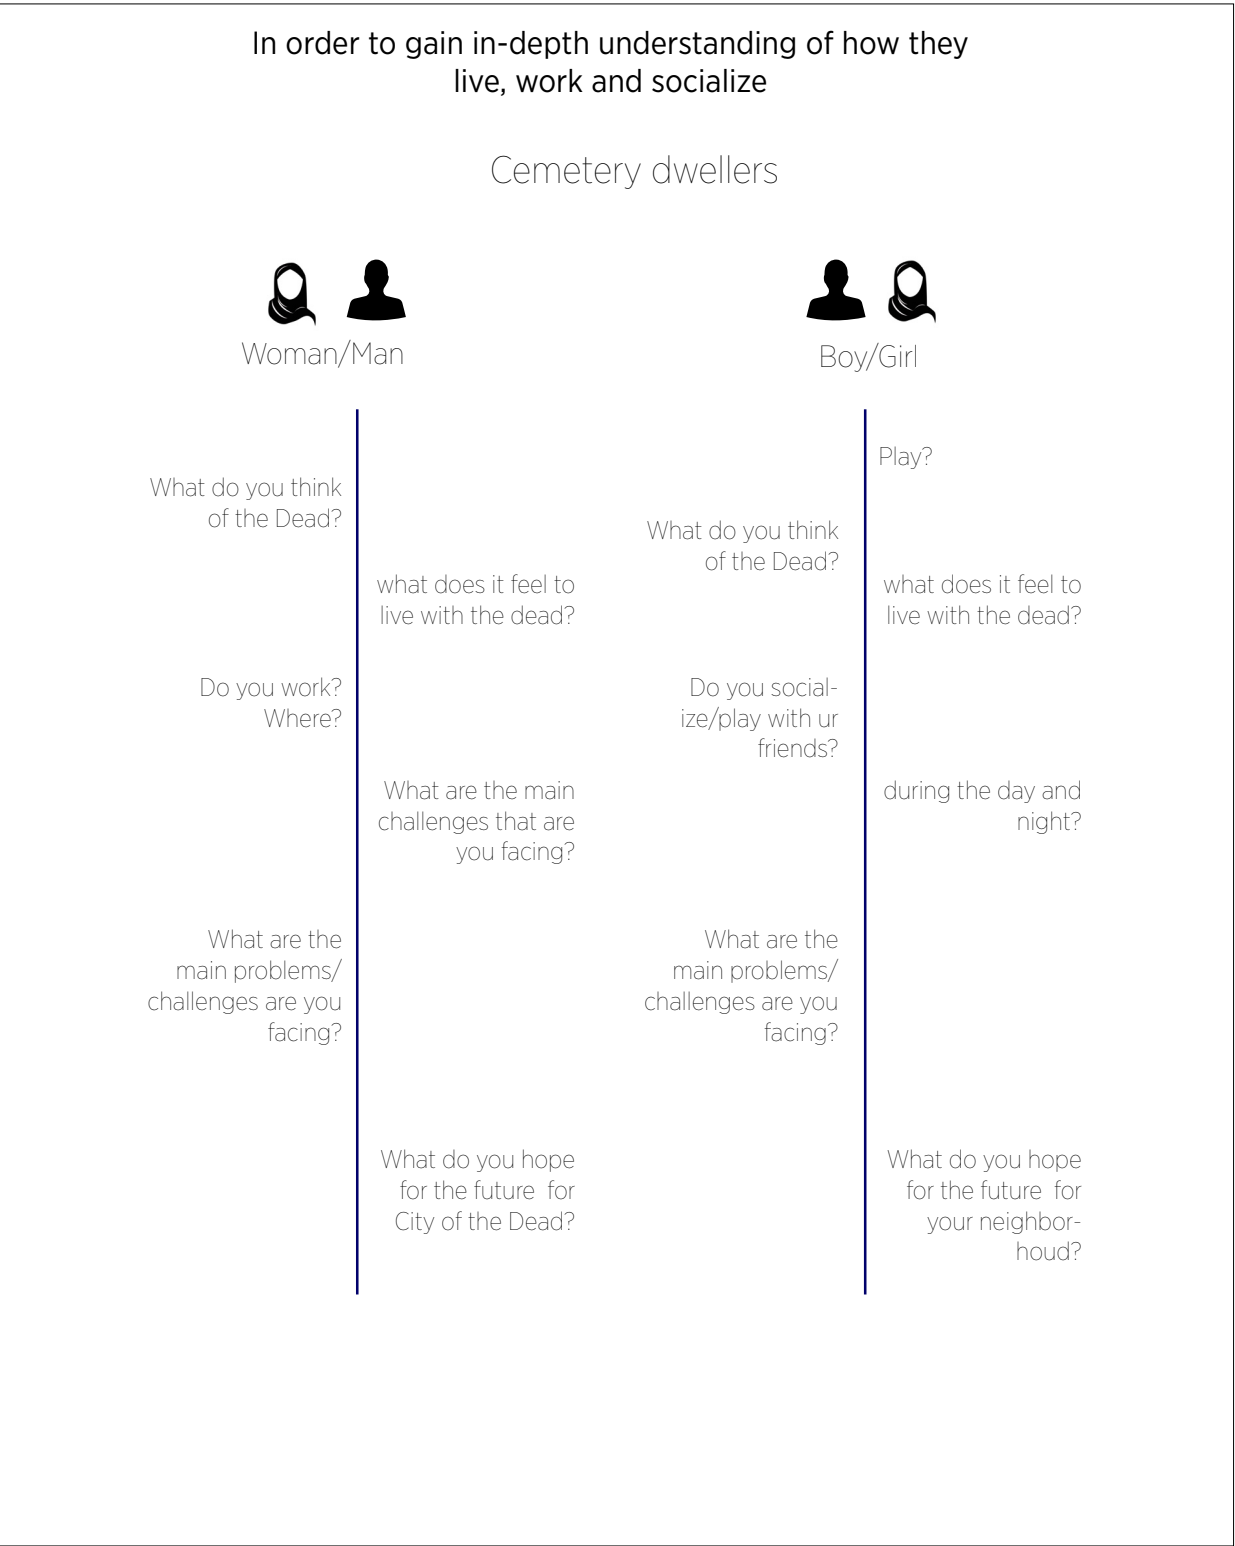 In order to gain in-depth understanding of how they
live, work and socialize
Cemetery dwellers
Woman/Man
What do you think
of the Dead?
what does it feel to
live with the dead?
Do you work?
Where?
What are the main
challenges that are
you facing?
What are the
main problems/
challenges are you
facing?
What do you hope
for the future  for
City of the Dead?
Boy/Girl
Play?
What do you think
of the Dead?
what does it feel to
live with the dead?
Do you social-
ize/play with ur
friends?
during the day and
night?
What are the
main problems/
challenges are you
facing?
What do you hope
for the future  for
your neighbor-
houd?